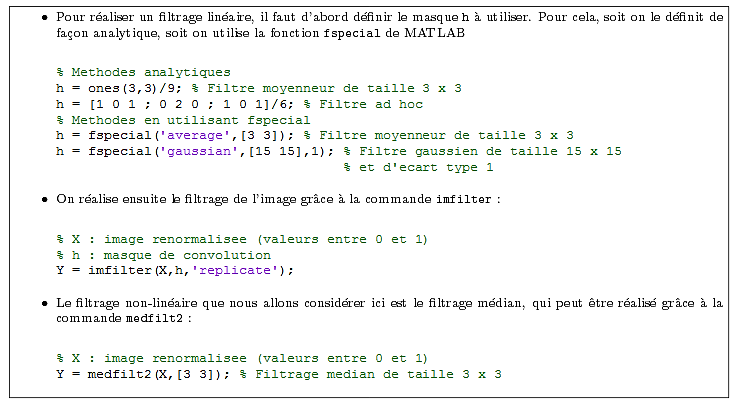 • Pour réaliser un filtrage linéaire, il faut d'abord définir le masque h à utiliser. Pour cela, soit on le définit de
façon analytique, soit on utilise la fonction fspecial de MATLAB
% Methodes analytiques
h = ones(3,3)/9; % Filtre moyenneur de taille 3 x 3
h = [1 0 1 ; 0 2 0 ; 1 0 1]/6; % Filtre ad hoc
% Methodes en utilisant fspecial
h = fspecial('average',[3 3]); % Filtre moyenneur de taille 3 x 3
h = fspecial('gaussian',[15 15],1); % Filtre gaussien de taille 15 x 15
% et d'ecart type 1
• On réalise ensuite le filtrage de l'image grâce à la commande imfilter :
% X : image renormalisee (valeurs entre 0 et 1)
% h : masque de convolution
Y = imfilter(X,h,'replicate');
• Le filtrage non-linéaire que nous allons considérer ici est le filtrage médian, qui peut être réalisé grâce à la
commande medfilt2 :
% X : image renormalisee (valeurs entre 0 et 1)
Y = medfilt2(X,[3 3]); % Filtrage median de taille 3 x 3